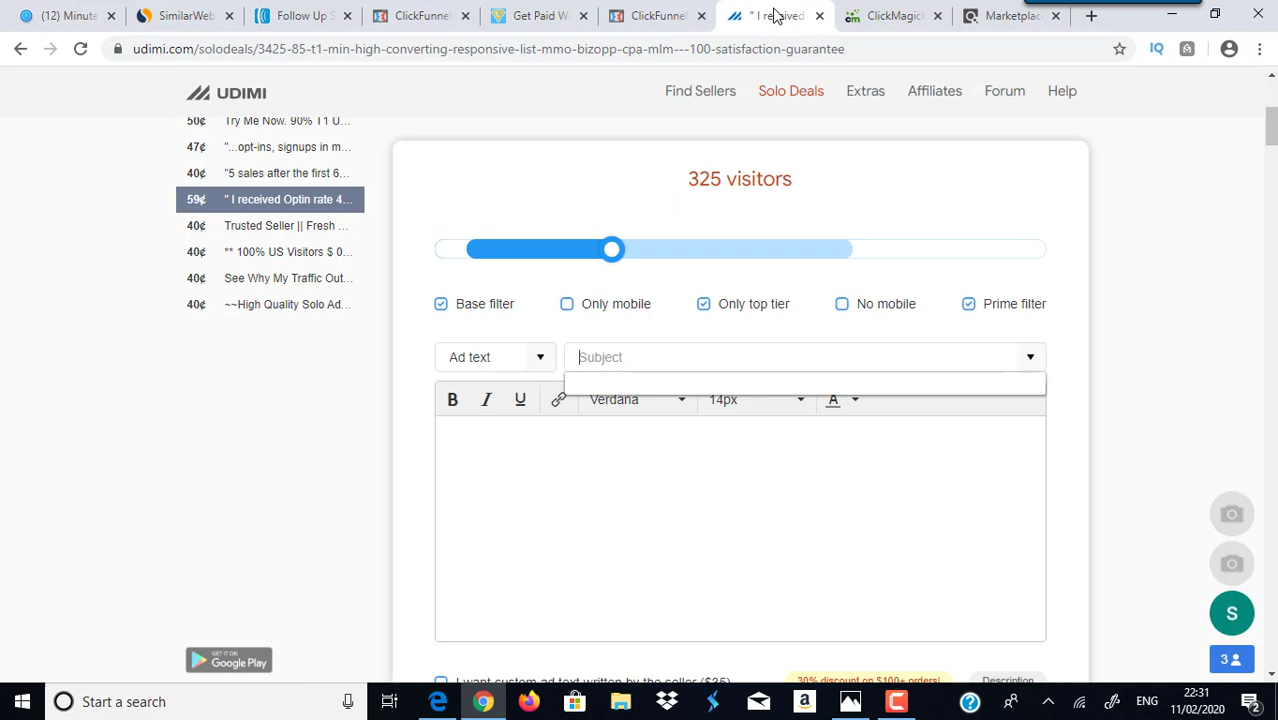 (12) Minute
SimilarWeb
Follow Up S
ClickFunnel
Get Paid Wi
ClickFunnel
" I received
ClickMagick
Marketplac
udimi.com/solodeals/3425-85-t1-min-high-converting-responsive-list-mmo-bizopp-cpa-mlm---100-satisfaction-guarantee
IQ
UDIMI
Find Sellers
Solo Deals
Extras
Affiliates
Forum
Help
50¢ Try Me Now. 90% T1 U...
47¢ "...opt-ins, signups in m...
40¢ "5 sales after the first 6...
59¢ " I received Optin rate 4...
40¢ Trusted Seller || Fresh ...
40¢ ** 100% US Visitors $ 0...
40¢ See Why My Traffic Out...
40¢ ~~High Quality Solo Ad...
325 visitors
Base filter
Only mobile
Only top tier
No mobile
Prime filter
Ad text
Subject
B I U Verdana 14px A
I want custom ad text written by the seller ($35)
30% discount on $100+ orders!
Description
S
3
GET IT ON
Google Play
Start a search
ENG
22:31
11/02/2020
2